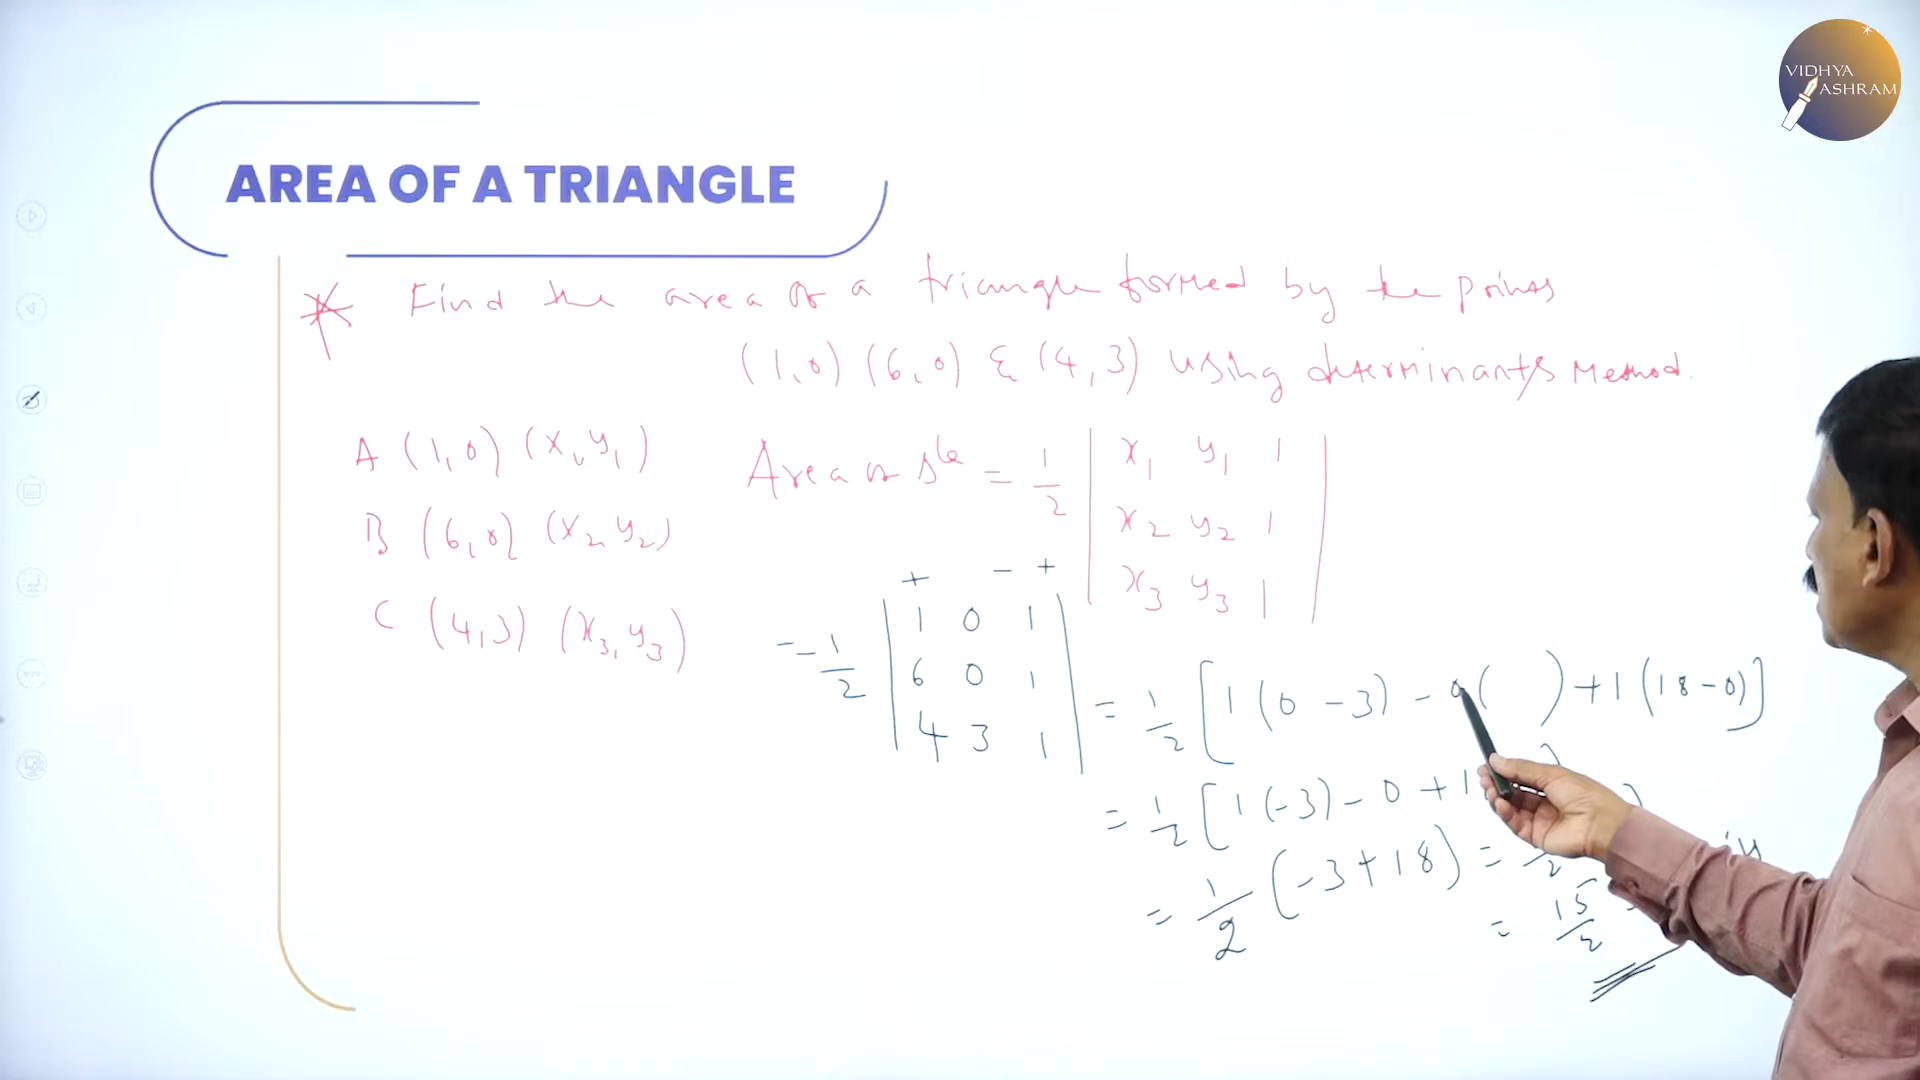 VIDHYA
ASHRAM
AREA OF A TRIANGLE
* Find the area of a triangle formed by the points
(1,0) (6,0) & (4,3) using determinants Method.
A (1,0) (x1, y1)
B (6,0) (x2, y2)
C (4,3) (x3, y3)
Area of Δle = 1/2 | x1 y1 1
x2 y2 1
x3 y3 1 |
+ - +
= 1/2 | 1 0 1
6 0 1
4 3 1 |
= 1/2 [1(0 - 3) - 0( ) + 1(18 - 0)]
= 1/2 [1(-3) - 0 + 1
= 1/2 (-3 + 18) =
= 15/2